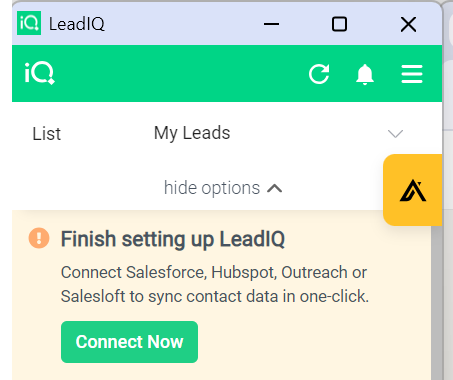 LeadIQ
iQ
List My Leads
hide options
Finish setting up LeadIQ
Connect Salesforce, Hubspot, Outreach or
Salesloft to sync contact data in one-click.
Connect Now